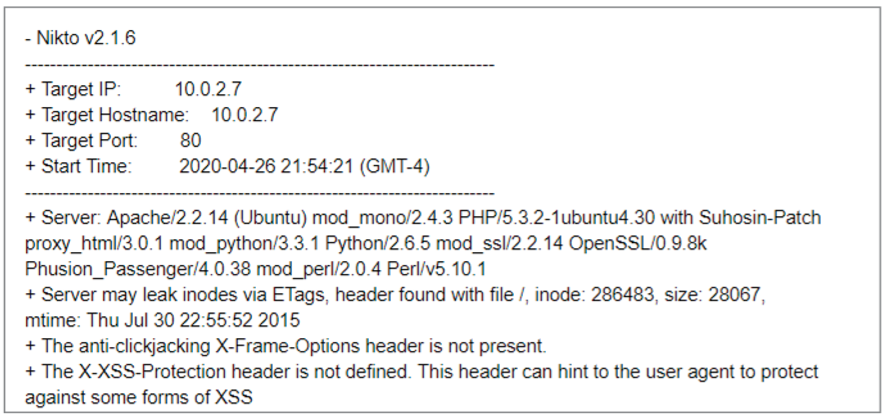 - Nikto v2.1.6
---------------------------------------------------------------------------
+ Target IP: 10.0.2.7
+ Target Hostname: 10.0.2.7
+ Target Port: 80
+ Start Time: 2020-04-26 21:54:21 (GMT-4)
---------------------------------------------------------------------------
+ Server: Apache/2.2.14 (Ubuntu) mod_mono/2.4.3 PHP/5.3.2-1ubuntu4.30 with Suhosin-Patch
proxy_html/3.0.1 mod_python/3.3.1 Python/2.6.5 mod_ssl/2.2.14 OpenSSL/0.9.8k
Phusion_Passenger/4.0.38 mod_perl/2.0.4 Perl/v5.10.1
+ Server may leak inodes via ETags, header found with file /, inode: 286483, size: 28067,
mtime: Thu Jul 30 22:55:52 2015
+ The anti-clickjacking X-Frame-Options header is not present.
+ The X-XSS-Protection header is not defined. This header can hint to the user agent to protect
against some forms of XSS